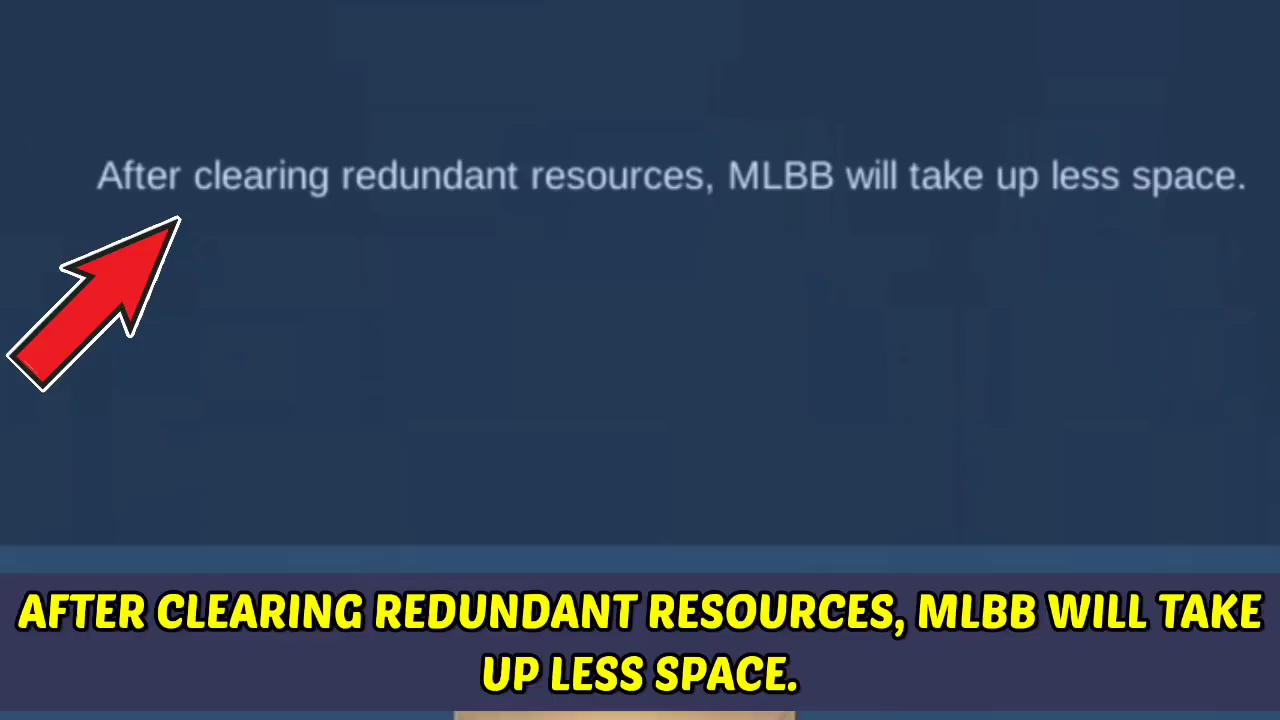 After clearing redundant resources, MLBB will take up less space.
AFTER CLEARING REDUNDANT RESOURCES, MLBB WILL TAKE
UP LESS SPACE.